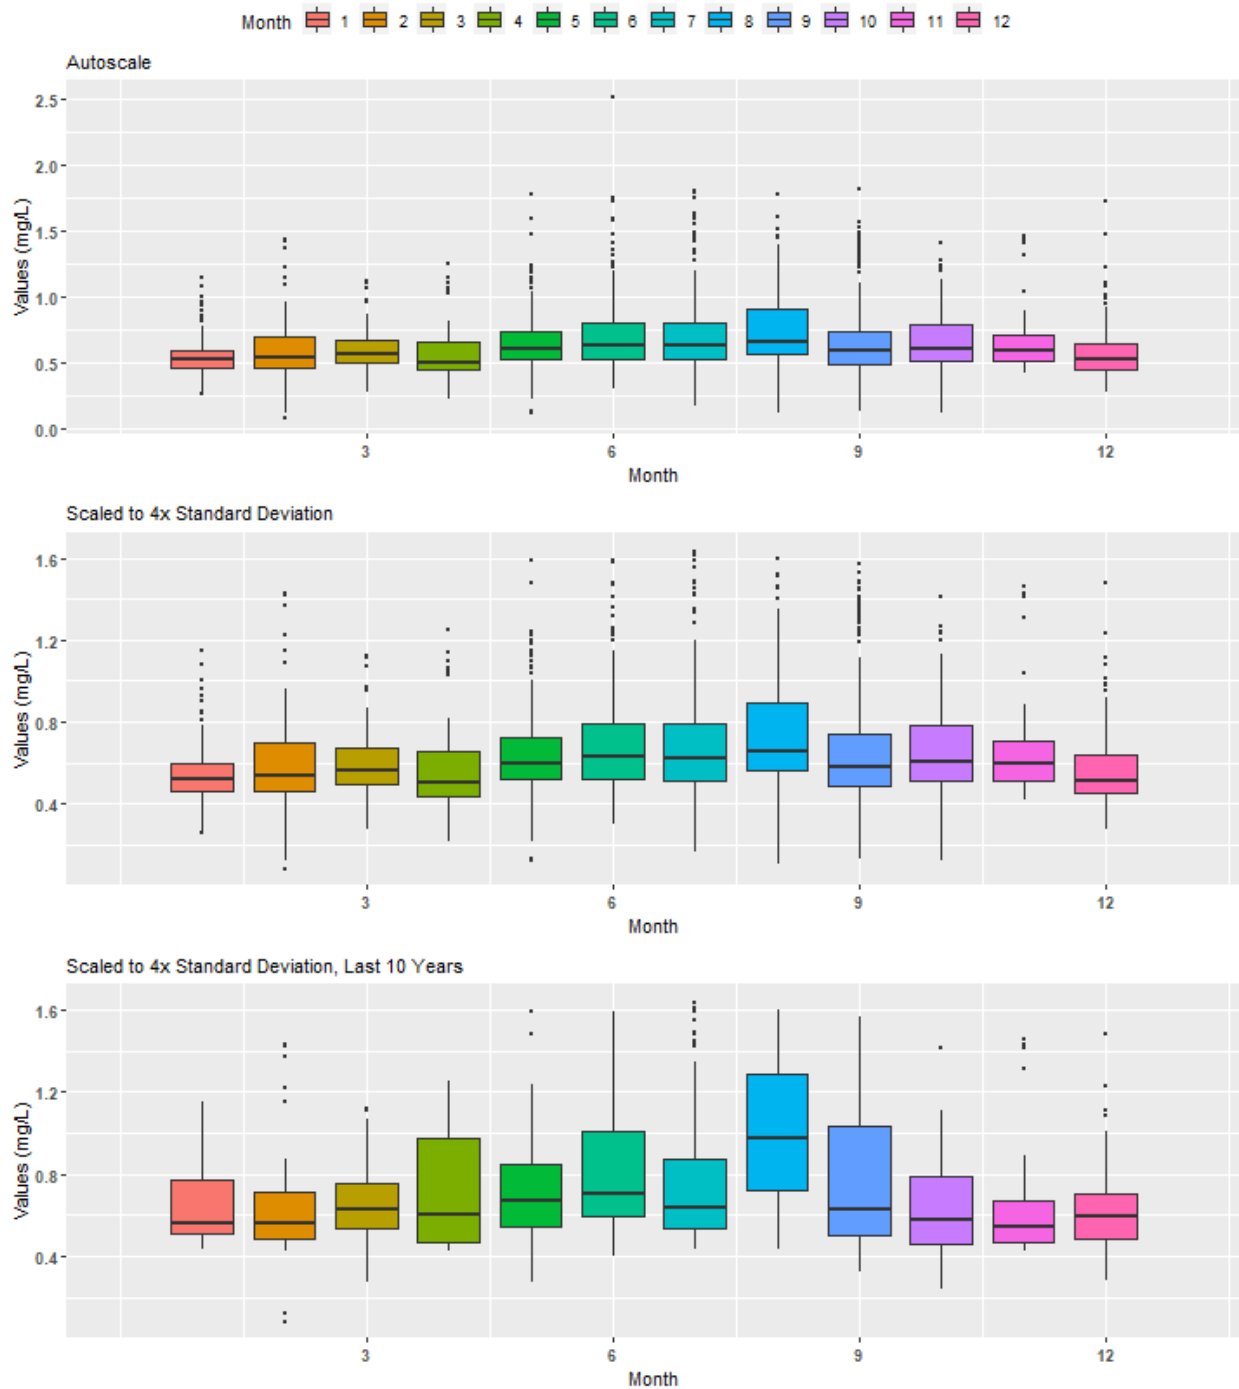 Month 1 2 3 4 5 6 7 8 9 10 11 12
Autoscale
Values (mg/L)
2.5
2.0
1.5
1.0
0.5
0.0
3 6 9 12
Month
Scaled to 4x Standard Deviation
Values (mg/L)
1.6
1.2
0.8
0.4
3 6 9 12
Month
Scaled to 4x Standard Deviation, Last 10 Years
Values (mg/L)
1.6
1.2
0.8
0.4
3 6 9 12
Month